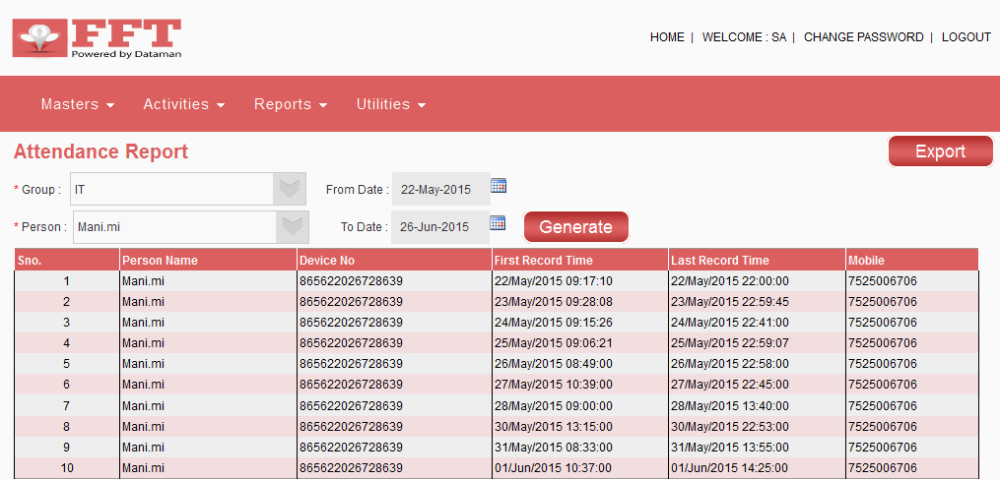 FFT
Powered by Dataman
HOME | WELCOME : SA | CHANGE PASSWORD | LOGOUT
Masters Activities Reports Utilities
Attendance Report Export
* Group : IT From Date : 22-May-2015
* Person : Mani.mi To Date : 26-Jun-2015 Generate
Sno. Person Name Device No First Record Time Last Record Time Mobile
1 Mani.mi 865622026728639 22/May/2015 09:17:10 22/May/2015 22:00:00 7525006706
2 Mani.mi 865622026728639 23/May/2015 09:28:08 23/May/2015 22:59:45 7525006706
3 Mani.mi 865622026728639 24/May/2015 09:15:26 24/May/2015 22:41:00 7525006706
4 Mani.mi 865622026728639 25/May/2015 09:06:21 25/May/2015 22:59:07 7525006706
5 Mani.mi 865622026728639 26/May/2015 08:49:00 26/May/2015 22:58:00 7525006706
6 Mani.mi 865622026728639 27/May/2015 10:39:00 27/May/2015 22:45:00 7525006706
7 Mani.mi 865622026728639 28/May/2015 09:00:00 28/May/2015 13:40:00 7525006706
8 Mani.mi 865622026728639 30/May/2015 13:15:00 30/May/2015 22:53:00 7525006706
9 Mani.mi 865622026728639 31/May/2015 08:33:00 31/May/2015 13:55:00 7525006706
10 Mani.mi 865622026728639 01/Jun/2015 10:37:00 01/Jun/2015 14:25:00 7525006706